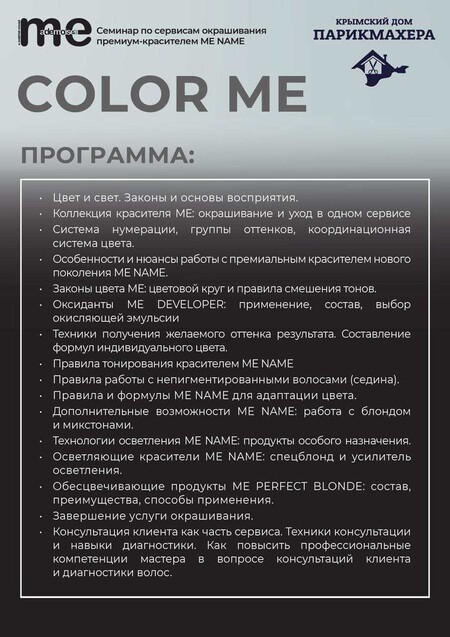 me
ademoiselle
Семинар по сервисам окрашивания
премиум-красителем ME NAME
КРЫМСКИЙ ДОМ
ПАРИКМАХЕРА
COLOR ME
ПРОГРАММА:
• Цвет и свет. Законы и основы восприятия.
• Коллекция красителя ME: окрашивание и уход в одном сервисе
• Система нумерации, группы оттенков, координационная
система цвета.
• Особенности и нюансы работы с премиальным красителем нового
поколения ME NAME.
• Законы цвета ME: цветовой круг и правила смешения тонов.
• Оксиданты ME DEVELOPER: применение, состав, выбор
окисляющей эмульсии
• Техники получения желаемого оттенка результата. Составление
формул индивидуального цвета.
• Правила тонирования красителем ME NAME
• Правила работы с непигментированными волосами (седина).
• Правила и формулы ME NAME для адаптации цвета.
• Дополнительные возможности ME NAME: работа с блондом
и микстонами.
• Технологии осветления ME NAME: продукты особого назначения.
• Осветляющие красители ME NAME: спецблонд и усилитель
осветления.
• Обесцвечивающие продукты ME PERFECT BLONDE: состав,
преимущества, способы применения.
• Завершение услуги окрашивания.
• Консультация клиента как часть сервиса. Техники консультации
и навыки диагностики. Как повысить профессиональные
компетенции мастера в вопросе консультаций клиента
и диагностики волос.